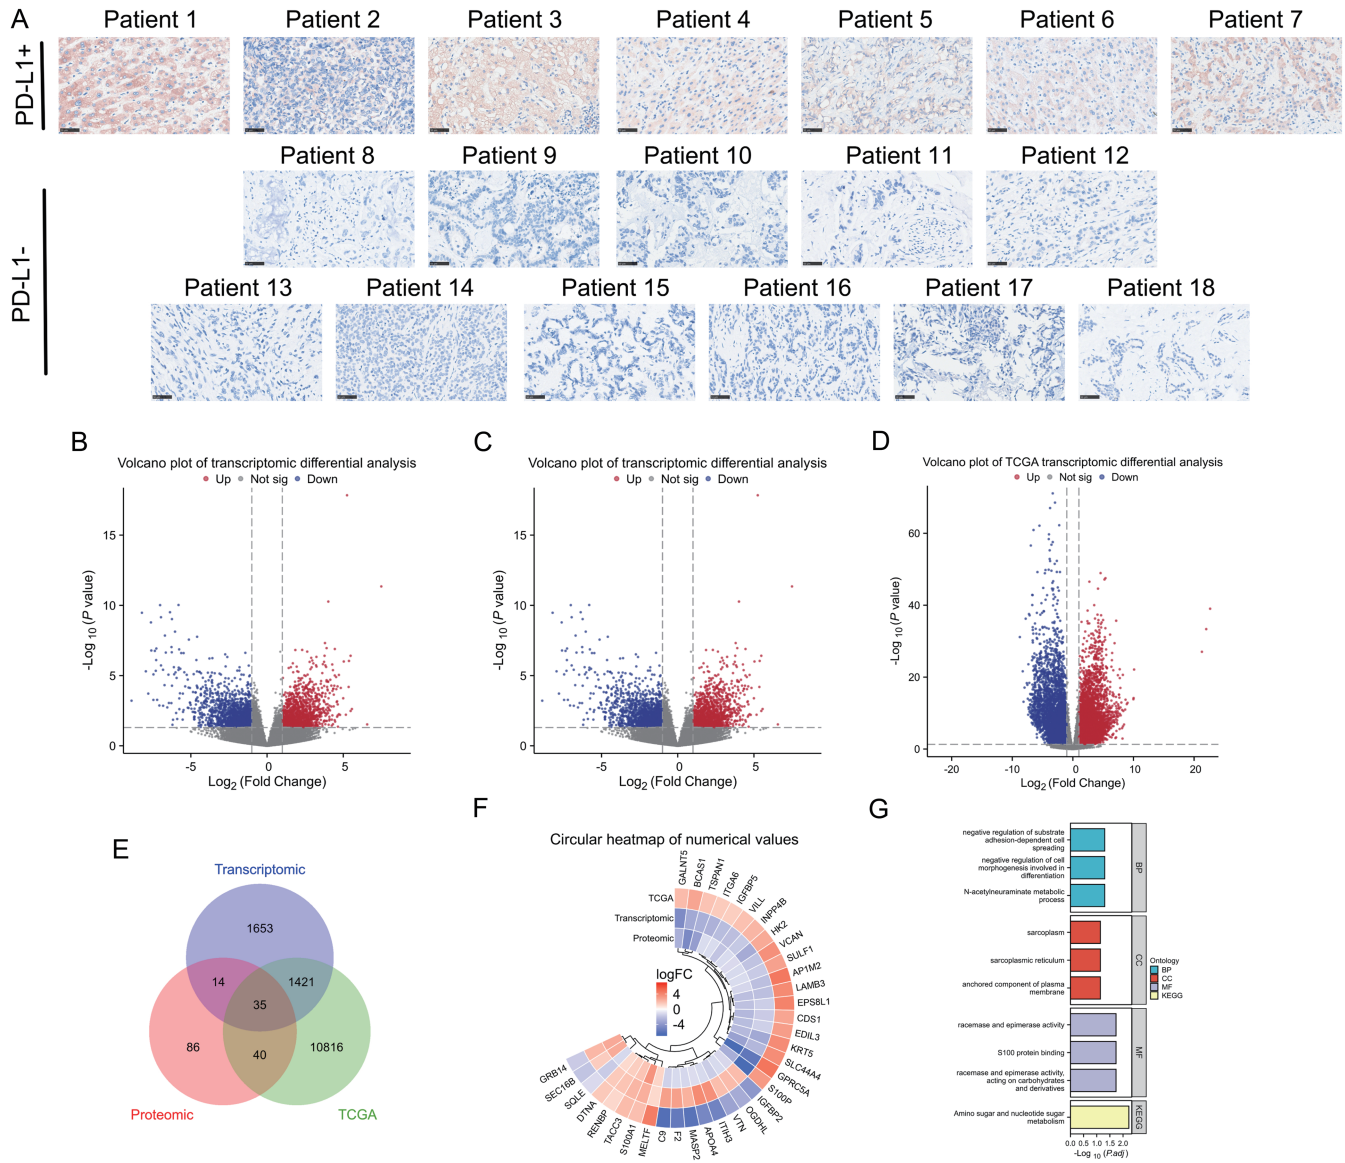 A
Patient 1
Patient 2
Patient 3
Patient 4
Patient 5
Patient 6
Patient 7
PD-L1+
Patient 8
Patient 9
Patient 10
Patient 11
Patient 12
PD-L1-
Patient 13
Patient 14
Patient 15
Patient 16
Patient 17
Patient 18
B
Volcano plot of transcriptomic differential analysis
Up Not sig Down
15
10
5
0
-5 0 5
-Log 10 (P value)
Log2 (Fold Change)
C
Volcano plot of transcriptomic differential analysis
Up Not sig Down
15
10
5
0
-5 0 5
-Log 10 (P value)
Log2 (Fold Change)
D
Volcano plot of TCGA transcriptomic differential analysis
Up Not sig Down
60
40
20
0
-20 -10 0 10 20
-Log 10 (P value)
Log2 (Fold Change)
E
Transcriptomic
1653
14
1421
35
86
40
10816
Proteomic
TCGA
F
Circular heatmap of numerical values
TCGA
Transcriptomic
Proteomic
GALNT5
BCAS1
TSPAN1
ITGA6
IGFBP5
VILL
INPP4B
HK2
VCAN
SULF1
AP1M2
LAMB3
EPS8L1
CDS1
EDIL3
KRT5
SLC44A4
GPRC5A
S100P
IGFBP2
OGDHL
VTN
ITIH3
APOA4
MASP2
F2
C9
MELTF
S100A1
TACC3
RENBP
DTNA
SQLE
SEC16B
GRB14
logFC
4
0
-4
G
negative regulation of substrate
adhesion-dependent cell
spreading
negative regulation of cell
morphogenesis involved in
differentiation
N-acetylneuraminate metabolic
process
BP
sarcoplasm
sarcoplasmic reticulum
anchored component of plasma
membrane
CC
racemase and epimerase activity
S100 protein binding
racemase and epimerase activity,
acting on carbohydrates
and derivatives
MF
Amino sugar and nucleotide sugar
metabolism
KEGG
0.0 0.5 1.0 1.5 2.0
-Log 10 (P.adj)
Ontology
BP
CC
MF
KEGG